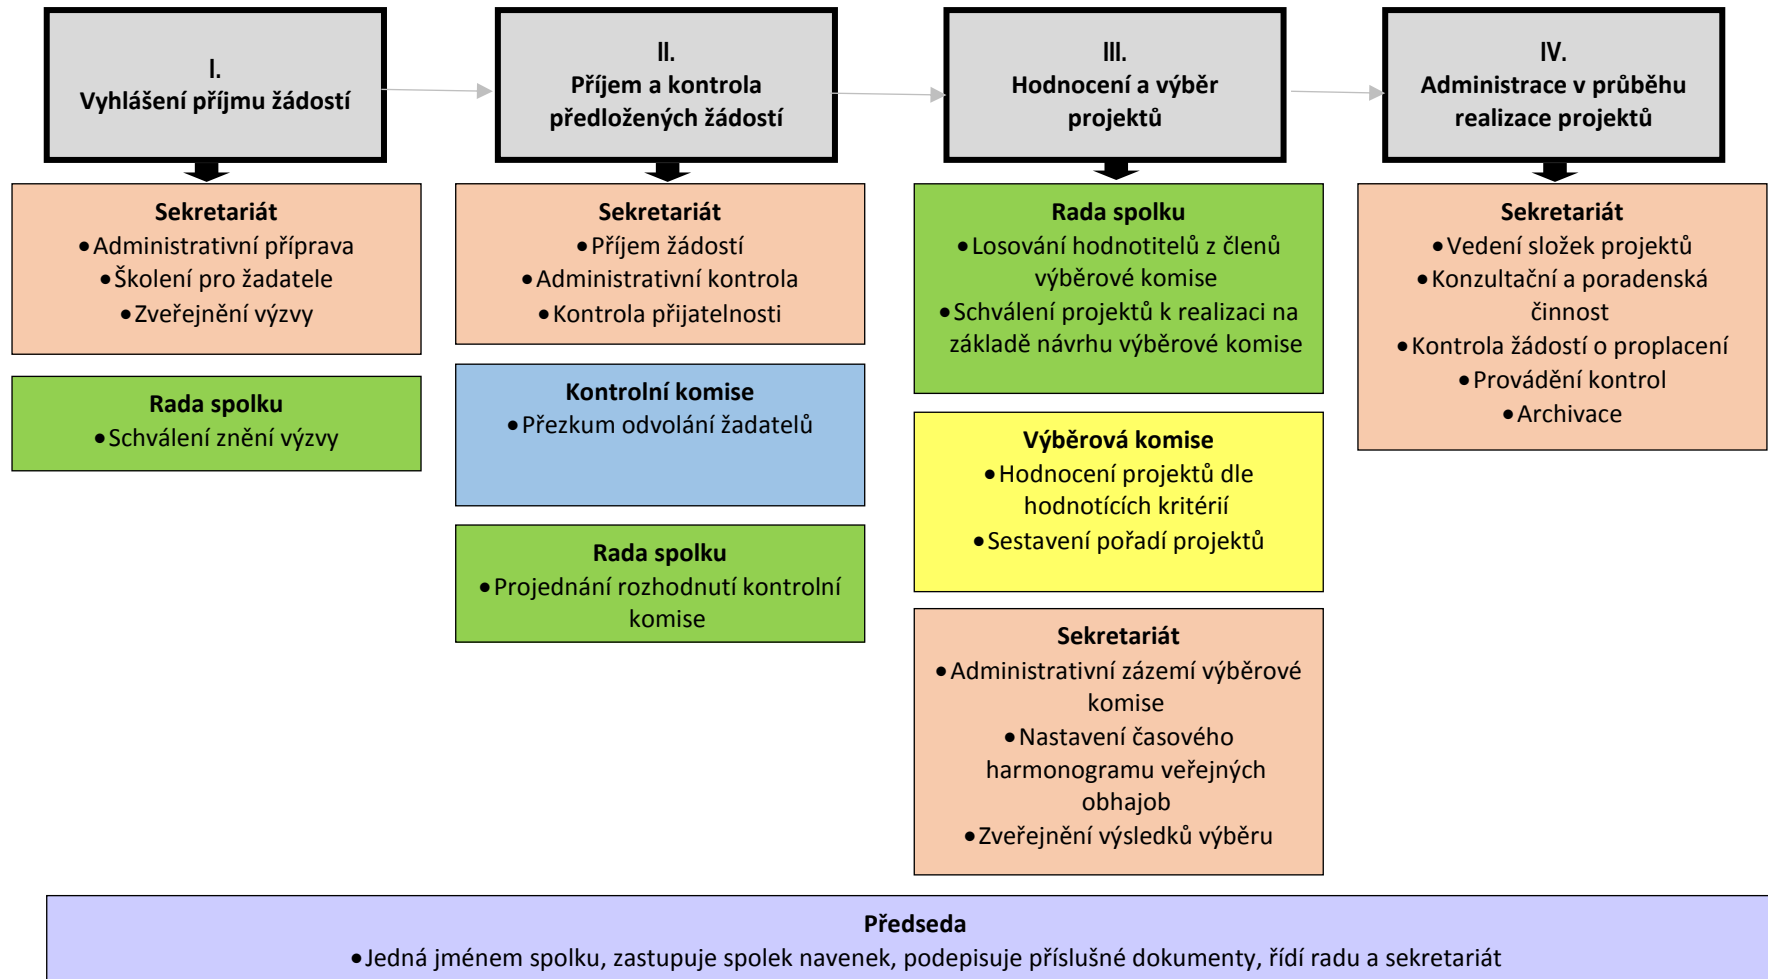 I.
Vyhlášení příjmu žádostí
II.
Příjem a kontrola
předložených žádostí
III.
Hodnocení a výběr
projektů
IV.
Administrace v průběhu
realizace projektů
Sekretariát
•Administrativní příprava
•Školení pro žadatele
•Zveřejnění výzvy
Rada spolku
•Schválení znění výzvy
Sekretariát
•Příjem žádostí
•Administrativní kontrola
•Kontrola přijatelnosti
Kontrolní komise
•Přezkum odvolání žadatelů
Rada spolku
•Projednání rozhodnutí kontrolní
komise
Rada spolku
•Losování hodnotitelů z členů
výběrové komise
•Schválení projektů k realizaci na
základě návrhu výběrové komise
Výběrová komise
•Hodnocení projektů dle
hodnotících kritérií
•Sestavení pořadí projektů
Sekretariát
•Administrativní zázemí výběrové
komise
•Nastavení časového
harmonogramu veřejných
obhajob
•Zveřejnění výsledků výběru
Sekretariát
•Vedení složek projektů
•Konzultační a poradenská
činnost
•Kontrola žádostí o proplacení
•Provádění kontrol
•Archivace
Předseda
•Jedná jménem spolku, zastupuje spolek navenek, podepisuje příslušné dokumenty, řídí radu a sekretariát